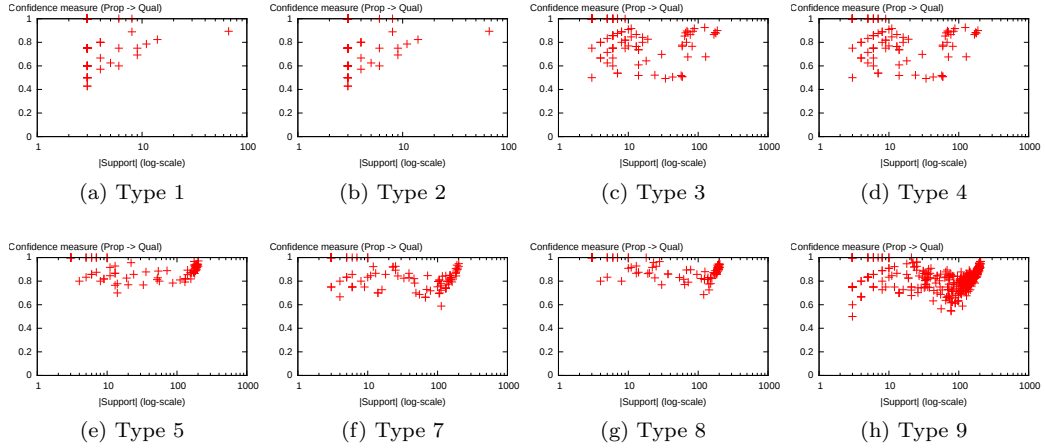 Confidence measure (Prop -> Qual)
1
0.8
0.6
0.4
0.2
0
1 10 100
|Support| (log-scale)
(a) Type 1
Confidence measure (Prop -> Qual)
1
0.8
0.6
0.4
0.2
0
1 10 100
|Support| (log-scale)
(b) Type 2
Confidence measure (Prop -> Qual)
1
0.8
0.6
0.4
0.2
0
1 10 100 1000
|Support| (log-scale)
(c) Type 3
Confidence measure (Prop -> Qual)
1
0.8
0.6
0.4
0.2
0
1 10 100 1000
|Support| (log-scale)
(d) Type 4
Confidence measure (Prop -> Qual)
1
0.8
0.6
0.4
0.2
0
1 10 100 1000
|Support| (log-scale)
(e) Type 5
Confidence measure (Prop -> Qual)
1
0.8
0.6
0.4
0.2
0
1 10 100 1000
|Support| (log-scale)
(f) Type 7
Confidence measure (Prop -> Qual)
1
0.8
0.6
0.4
0.2
0
1 10 100 1000
|Support| (log-scale)
(g) Type 8
Confidence measure (Prop -> Qual)
1
0.8
0.6
0.4
0.2
0
1 10 100 1000
|Support| (log-scale)
(h) Type 9